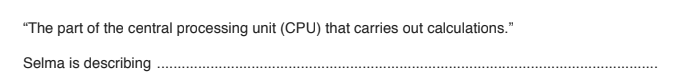 “The part of the central processing unit (CPU) that carries out calculations.”
Selma is describing ..........................................................................................................................